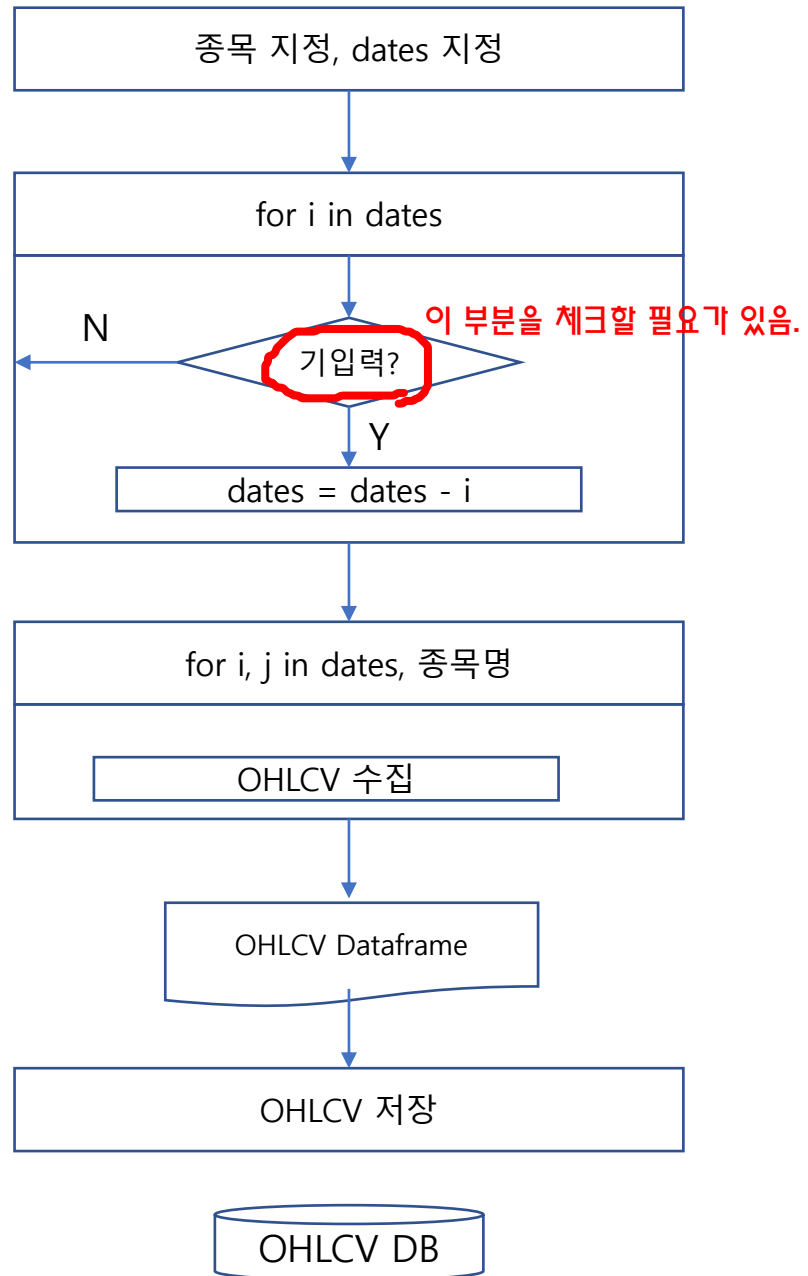 종목 지정, dates 지정
for i in dates
이 부분을 체크할 필요가 있음.
N
기입력?
Y
dates = dates - i
for i, j in dates, 종목명
OHLCV 수집
OHLCV Dataframe
OHLCV 저장
OHLCV DB